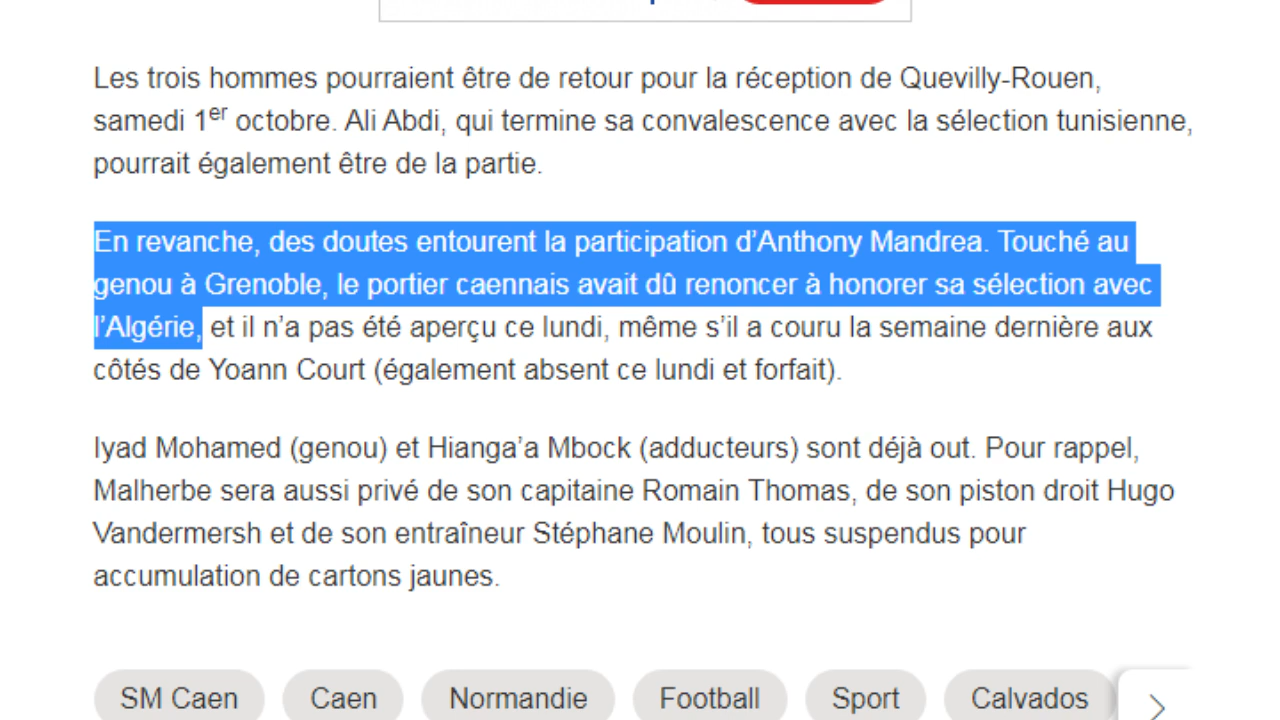 Les trois hommes pourraient être de retour pour la réception de Quevilly-Rouen,
samedi 1er octobre. Ali Abdi, qui termine sa convalescence avec la sélection tunisienne,
pourrait également être de la partie.
En revanche, des doutes entourent la participation d’Anthony Mandrea. Touché au
genou à Grenoble, le portier caennais avait dû renoncer à honorer sa sélection avec
l’Algérie, et il n’a pas été aperçu ce lundi, même s’il a couru la semaine dernière aux
côtés de Yoann Court (également absent ce lundi et forfait).
Iyad Mohamed (genou) et Hianga’a Mbock (adducteurs) sont déjà out. Pour rappel,
Malherbe sera aussi privé de son capitaine Romain Thomas, de son piston droit Hugo
Vandermersh et de son entraîneur Stéphane Moulin, tous suspendus pour
accumulation de cartons jaunes.
SM Caen Caen Normandie Football Sport Calvados